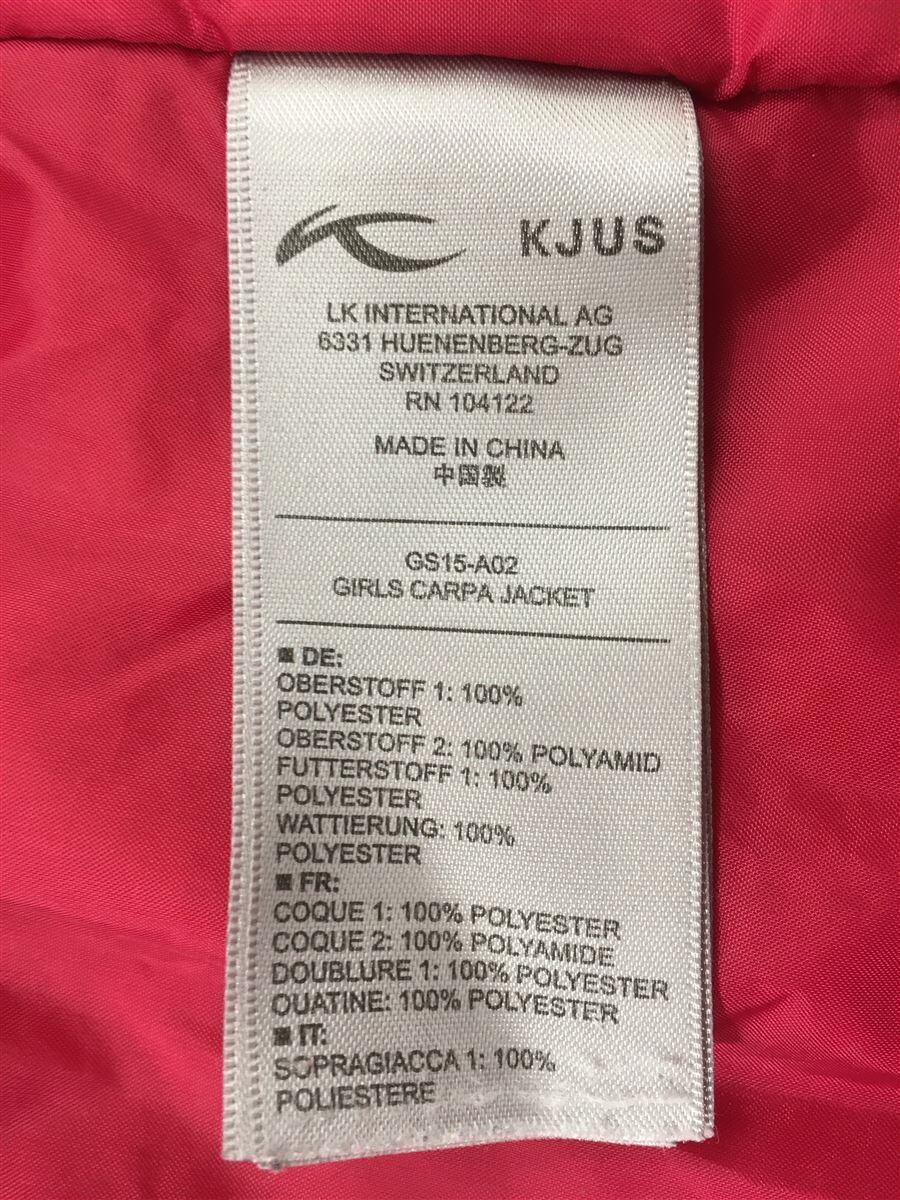 KJUS
LK INTERNATIONAL AG
6331 HUENENBERG-ZUG
SWITZERLAND
RN 104122
MADE IN CHINA
中国製
GS15-A02
GIRLS CARPA JACKET
■ DE:
OBERSTOFF 1: 100%
POLYESTER
OBERSTOFF 2: 100% POLYAMID
FUTTERSTOFF 1: 100%
POLYESTER
WATTIERUNG: 100%
POLYESTER
■ FR:
COQUE 1: 100% POLYESTER
COQUE 2: 100% POLYAMIDE
DOUBLURE 1: 100% POLYESTER
OUATINE: 100% POLYESTER
■ IT:
SOPRAGIACCA 1: 100%
POLIESTERE